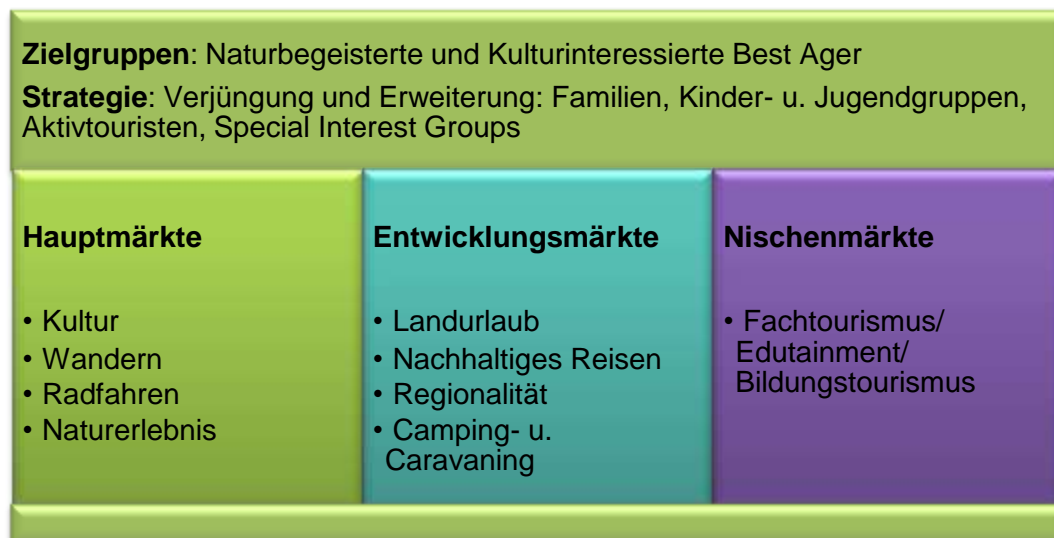 Zielgruppen: Naturbegeisterte und Kulturinteressierte Best Ager
Strategie: Verjüngung und Erweiterung: Familien, Kinder- u. Jugendgruppen,
Aktivtouristen, Special Interest Groups
Hauptmärkte
• Kultur
• Wandern
• Radfahren
• Naturerlebnis
Entwicklungsmärkte
• Landurlaub
• Nachhaltiges Reisen
• Regionalität
• Camping- u.
Caravaning
Nischenmärkte
• Fachtourismus/
Edutainment/
Bildungstourismus